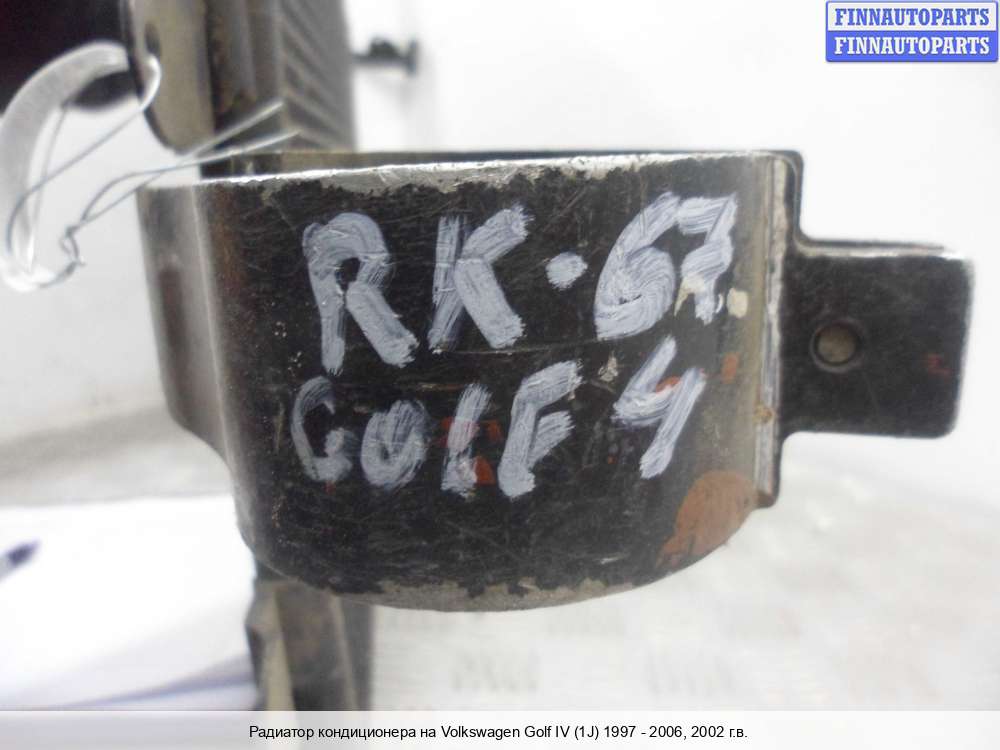 FINNAUTOPARTS
FINNAUTOPARTS
RK·67
GOLF 4
Радиатор кондиционера на Volkswagen Golf IV (1J) 1997 - 2006, 2002 г.в.